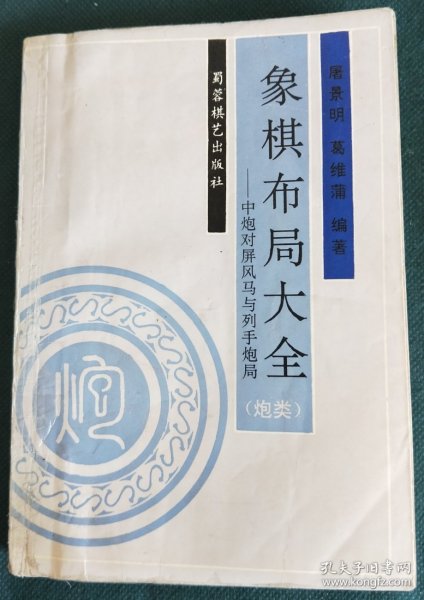 屠景明 葛维蒲 编著
象棋布局大全
(炮类)
——中炮对屏风马与列手炮局
蜀蓉棋艺出版社
炮
孔夫子旧书网
www.kongfz.com